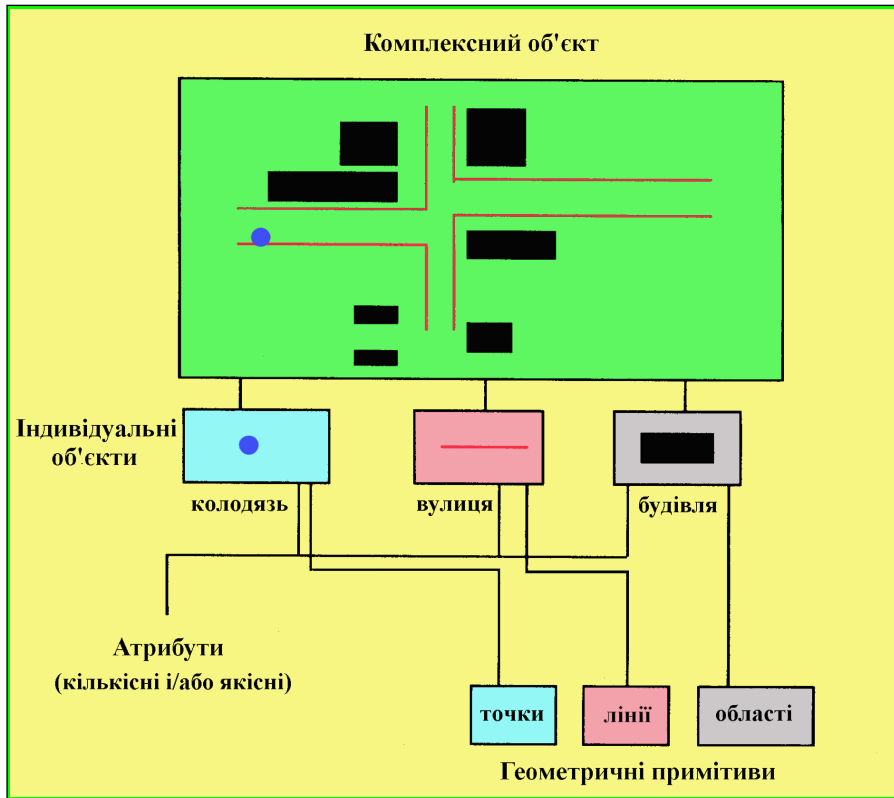 Комплексний об'єкт
Індивідуальні
об'єкти
колодязь
вулиця
будівля
Атрибути
(кількісні і/або якісні)
точки
лінії
області
Геометричні примітиви